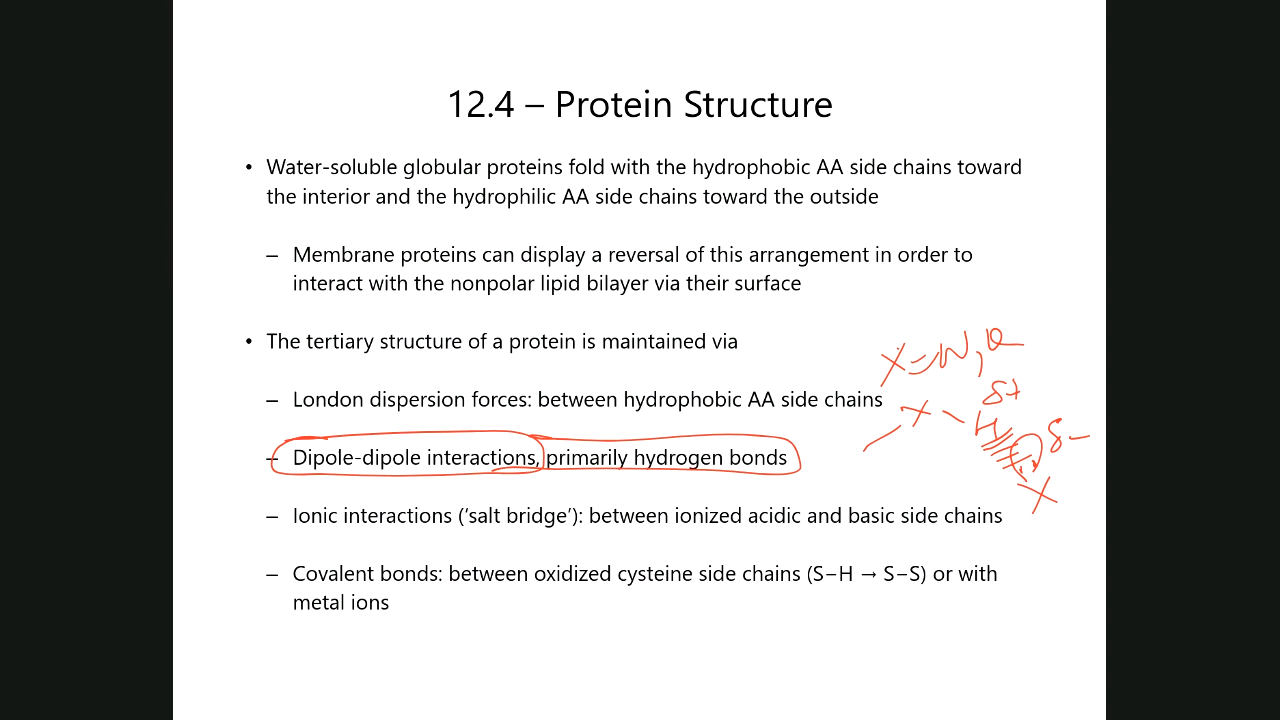 12.4 – Protein Structure
• Water-soluble globular proteins fold with the hydrophobic AA side chains toward
the interior and the hydrophilic AA side chains toward the outside
– Membrane proteins can display a reversal of this arrangement in order to
interact with the nonpolar lipid bilayer via their surface
• The tertiary structure of a protein is maintained via
– London dispersion forces: between hydrophobic AA side chains
– Dipole-dipole interactions, primarily hydrogen bonds
– Ionic interactions (‘salt bridge’): between ionized acidic and basic side chains
– Covalent bonds: between oxidized cysteine side chains (S–H → S–S) or with
metal ions
X = N,
δ+
X – H
δ–
X